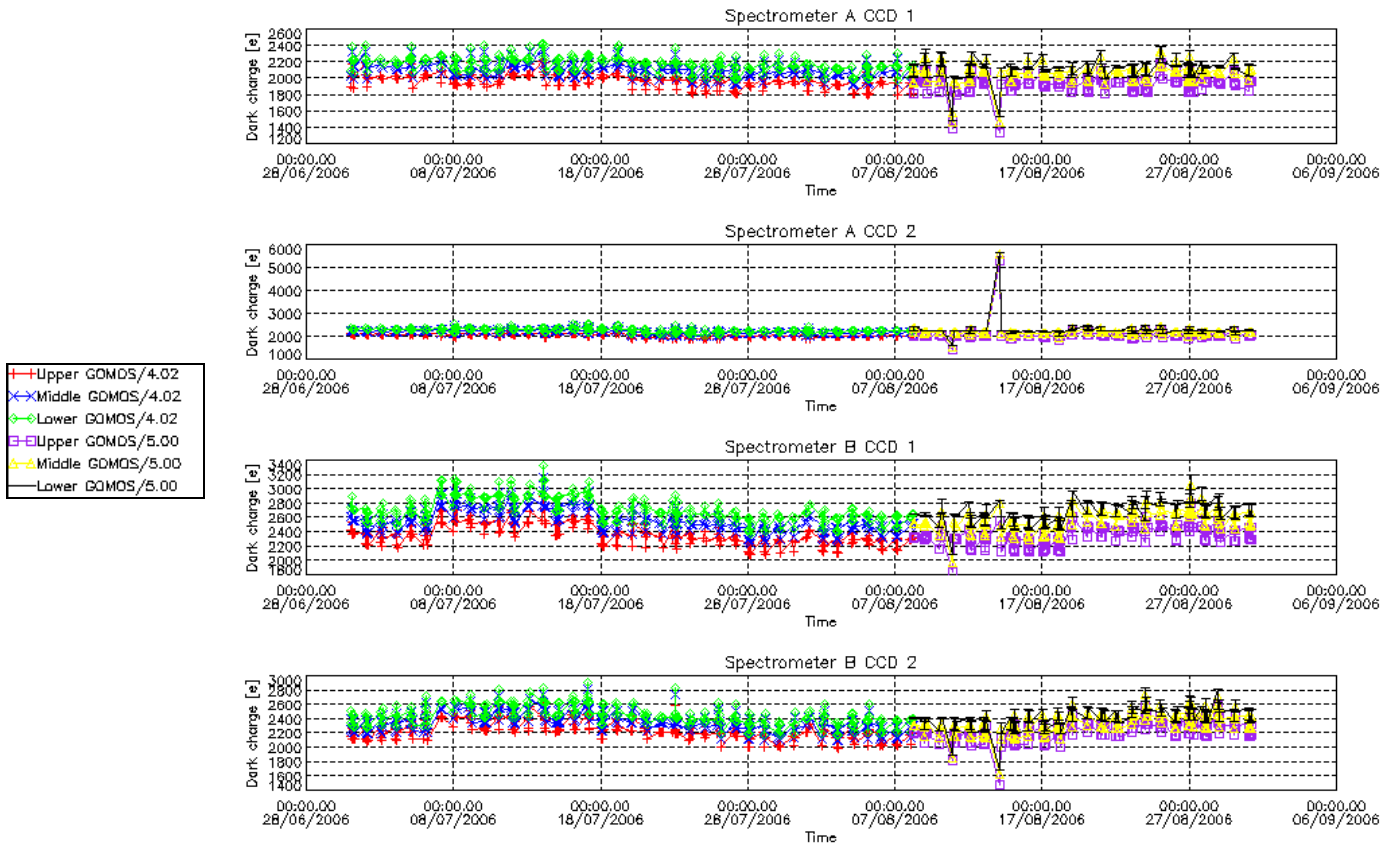 Spectrometer A CCD 1
Dark charge [e]
2600
2400
2200
2000
1800
1600
1400
1200
00:00.00 00:00.00 00:00.00 00:00.00 00:00.00 00:00.00 00:00.00 00:00.00
28/06/2006 08/07/2006 18/07/2006 28/07/2006 07/08/2006 17/08/2006 27/08/2006 06/09/2006
Time
Spectrometer A CCD 2
Dark charge [e]
6000
5000
4000
3000
2000
1000
00:00.00 00:00.00 00:00.00 00:00.00 00:00.00 00:00.00 00:00.00 00:00.00
28/06/2006 08/07/2006 18/07/2006 28/07/2006 07/08/2006 17/08/2006 27/08/2006 06/09/2006
Time
Upper GOMOS/4.02
Middle GOMOS/4.02
Lower GOMOS/4.02
Upper GOMOS/5.00
Middle GOMOS/5.00
Lower GOMOS/5.00
Spectrometer B CCD 1
Dark charge [e]
3400
3200
3000
2800
2600
2400
2200
2000
1800
00:00.00 00:00.00 00:00.00 00:00.00 00:00.00 00:00.00 00:00.00 00:00.00
28/06/2006 08/07/2006 18/07/2006 28/07/2006 07/08/2006 17/08/2006 27/08/2006 06/09/2006
Time
Spectrometer B CCD 2
Dark charge [e]
3000
2800
2600
2400
2200
2000
1800
1600
1400
00:00.00 00:00.00 00:00.00 00:00.00 00:00.00 00:00.00 00:00.00 00:00.00
28/06/2006 08/07/2006 18/07/2006 28/07/2006 07/08/2006 17/08/2006 27/08/2006 06/09/2006
Time